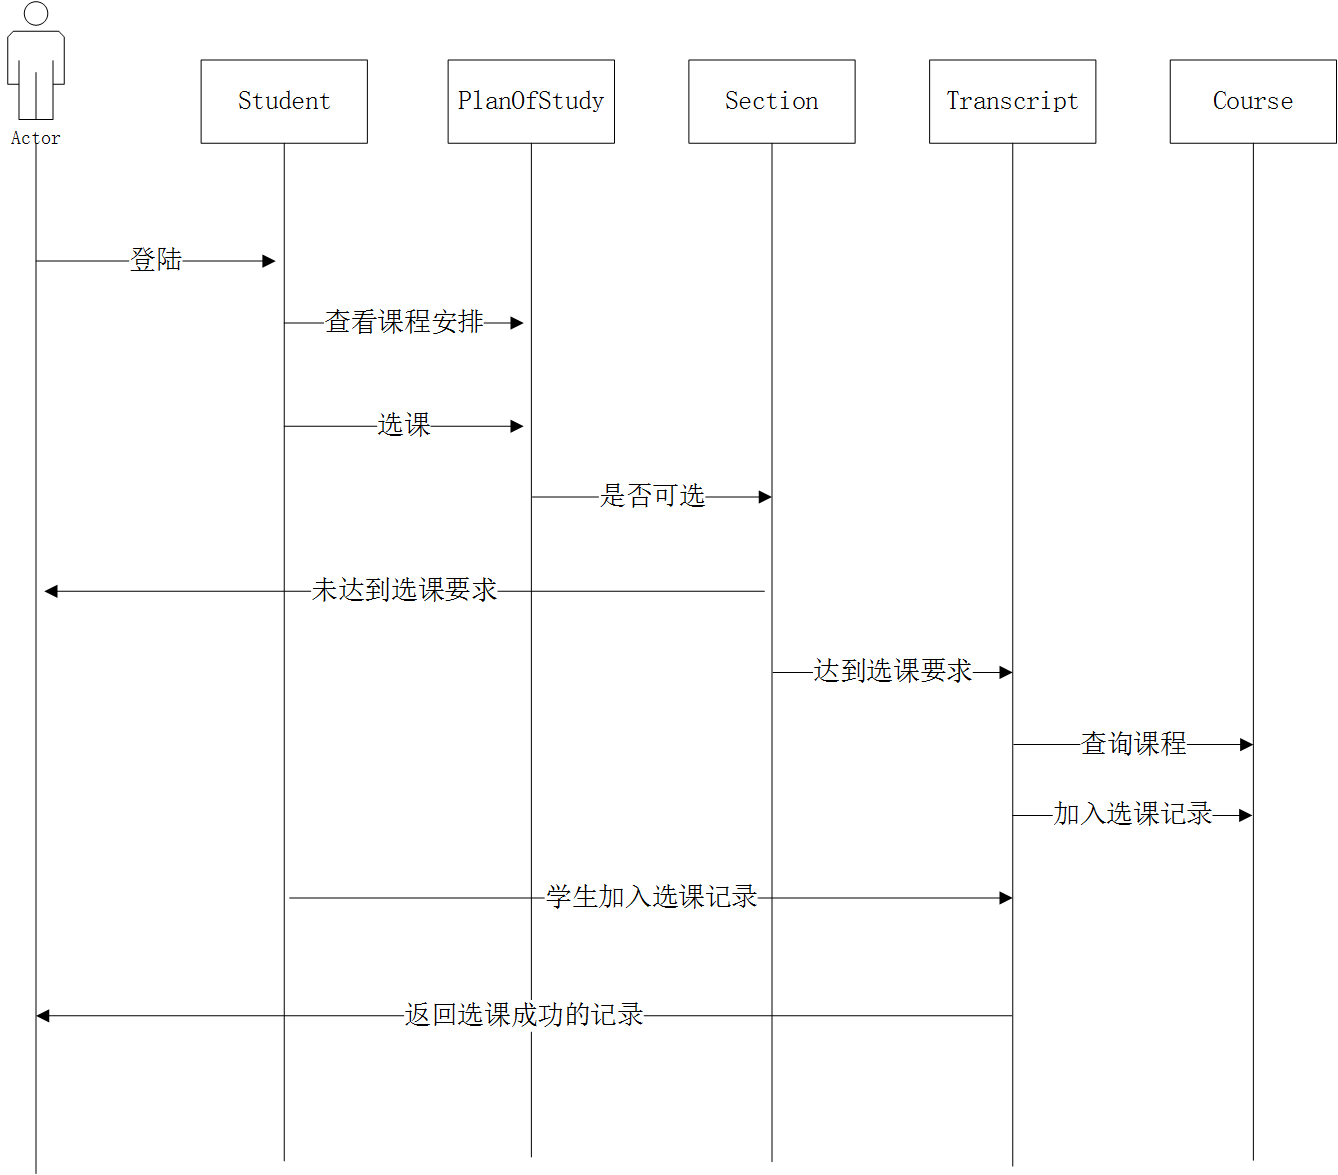 Actor
Student
PlanOfStudy
Section
Transcript
Course
登陆
查看课程安排
选课
是否可选
未达到选课要求
达到选课要求
查询课程
加入选课记录
学生加入选课记录
返回选课成功的记录